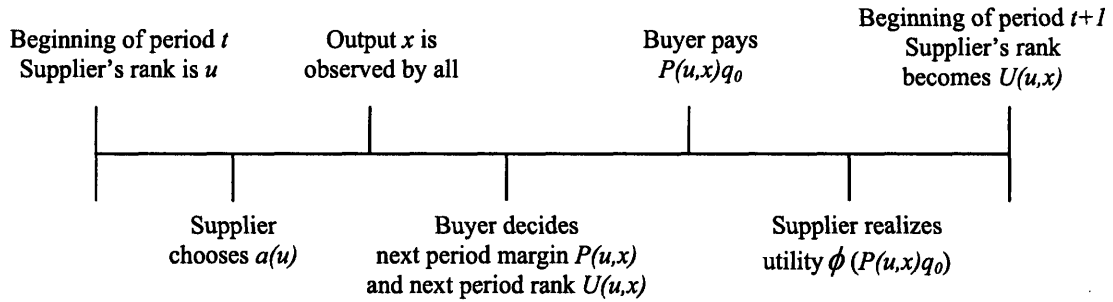 Beginning of period t
Supplier's rank is u
Output x is
observed by all
Buyer pays
P(u,x)q₀
Beginning of period t+1
Supplier's rank
becomes U(u,x)
Supplier
chooses a(u)
Buyer decides
next period margin P(u,x)
and next period rank U(u,x)
Supplier realizes
utility ϕ (P(u,x)q₀)